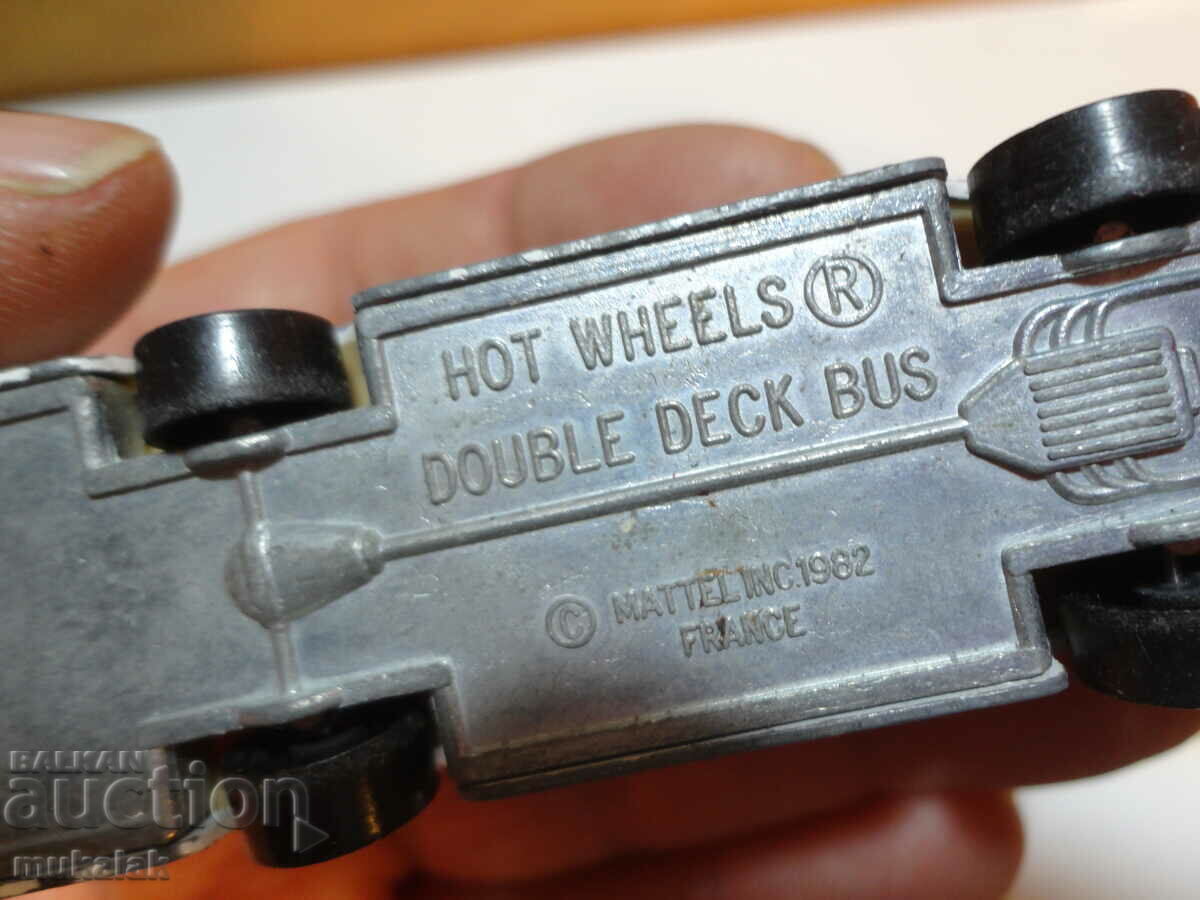 HOT WHEELS®
DOUBLE DECK BUS
© MATTEL INC. 1982
FRANCE
BALKAN
auction
mukalak